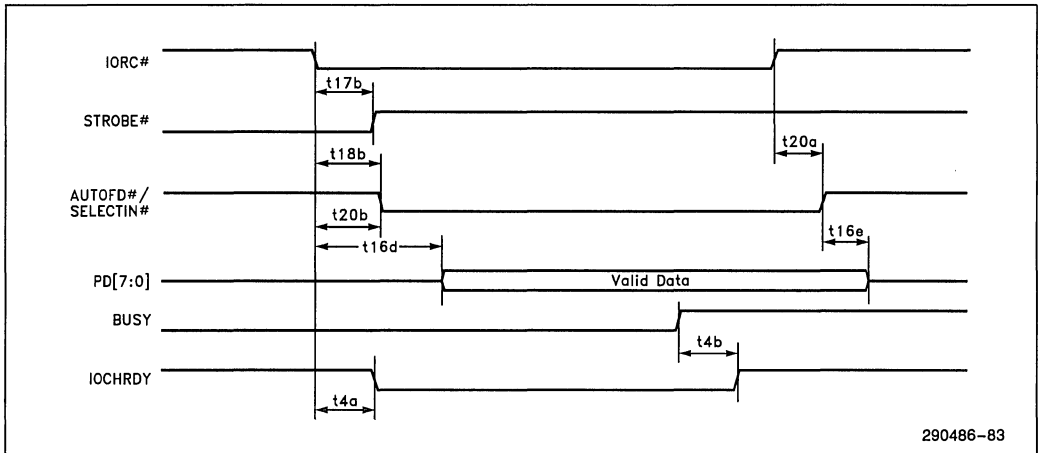 IORC#
t17b
STROBE#
t18b
t20a
AUTOFD#/
SELECTIN#
t20b
t16e
t16d
PD[7:0]
Valid Data
BUSY
t4b
IOCHRDY
t4a
290486-83